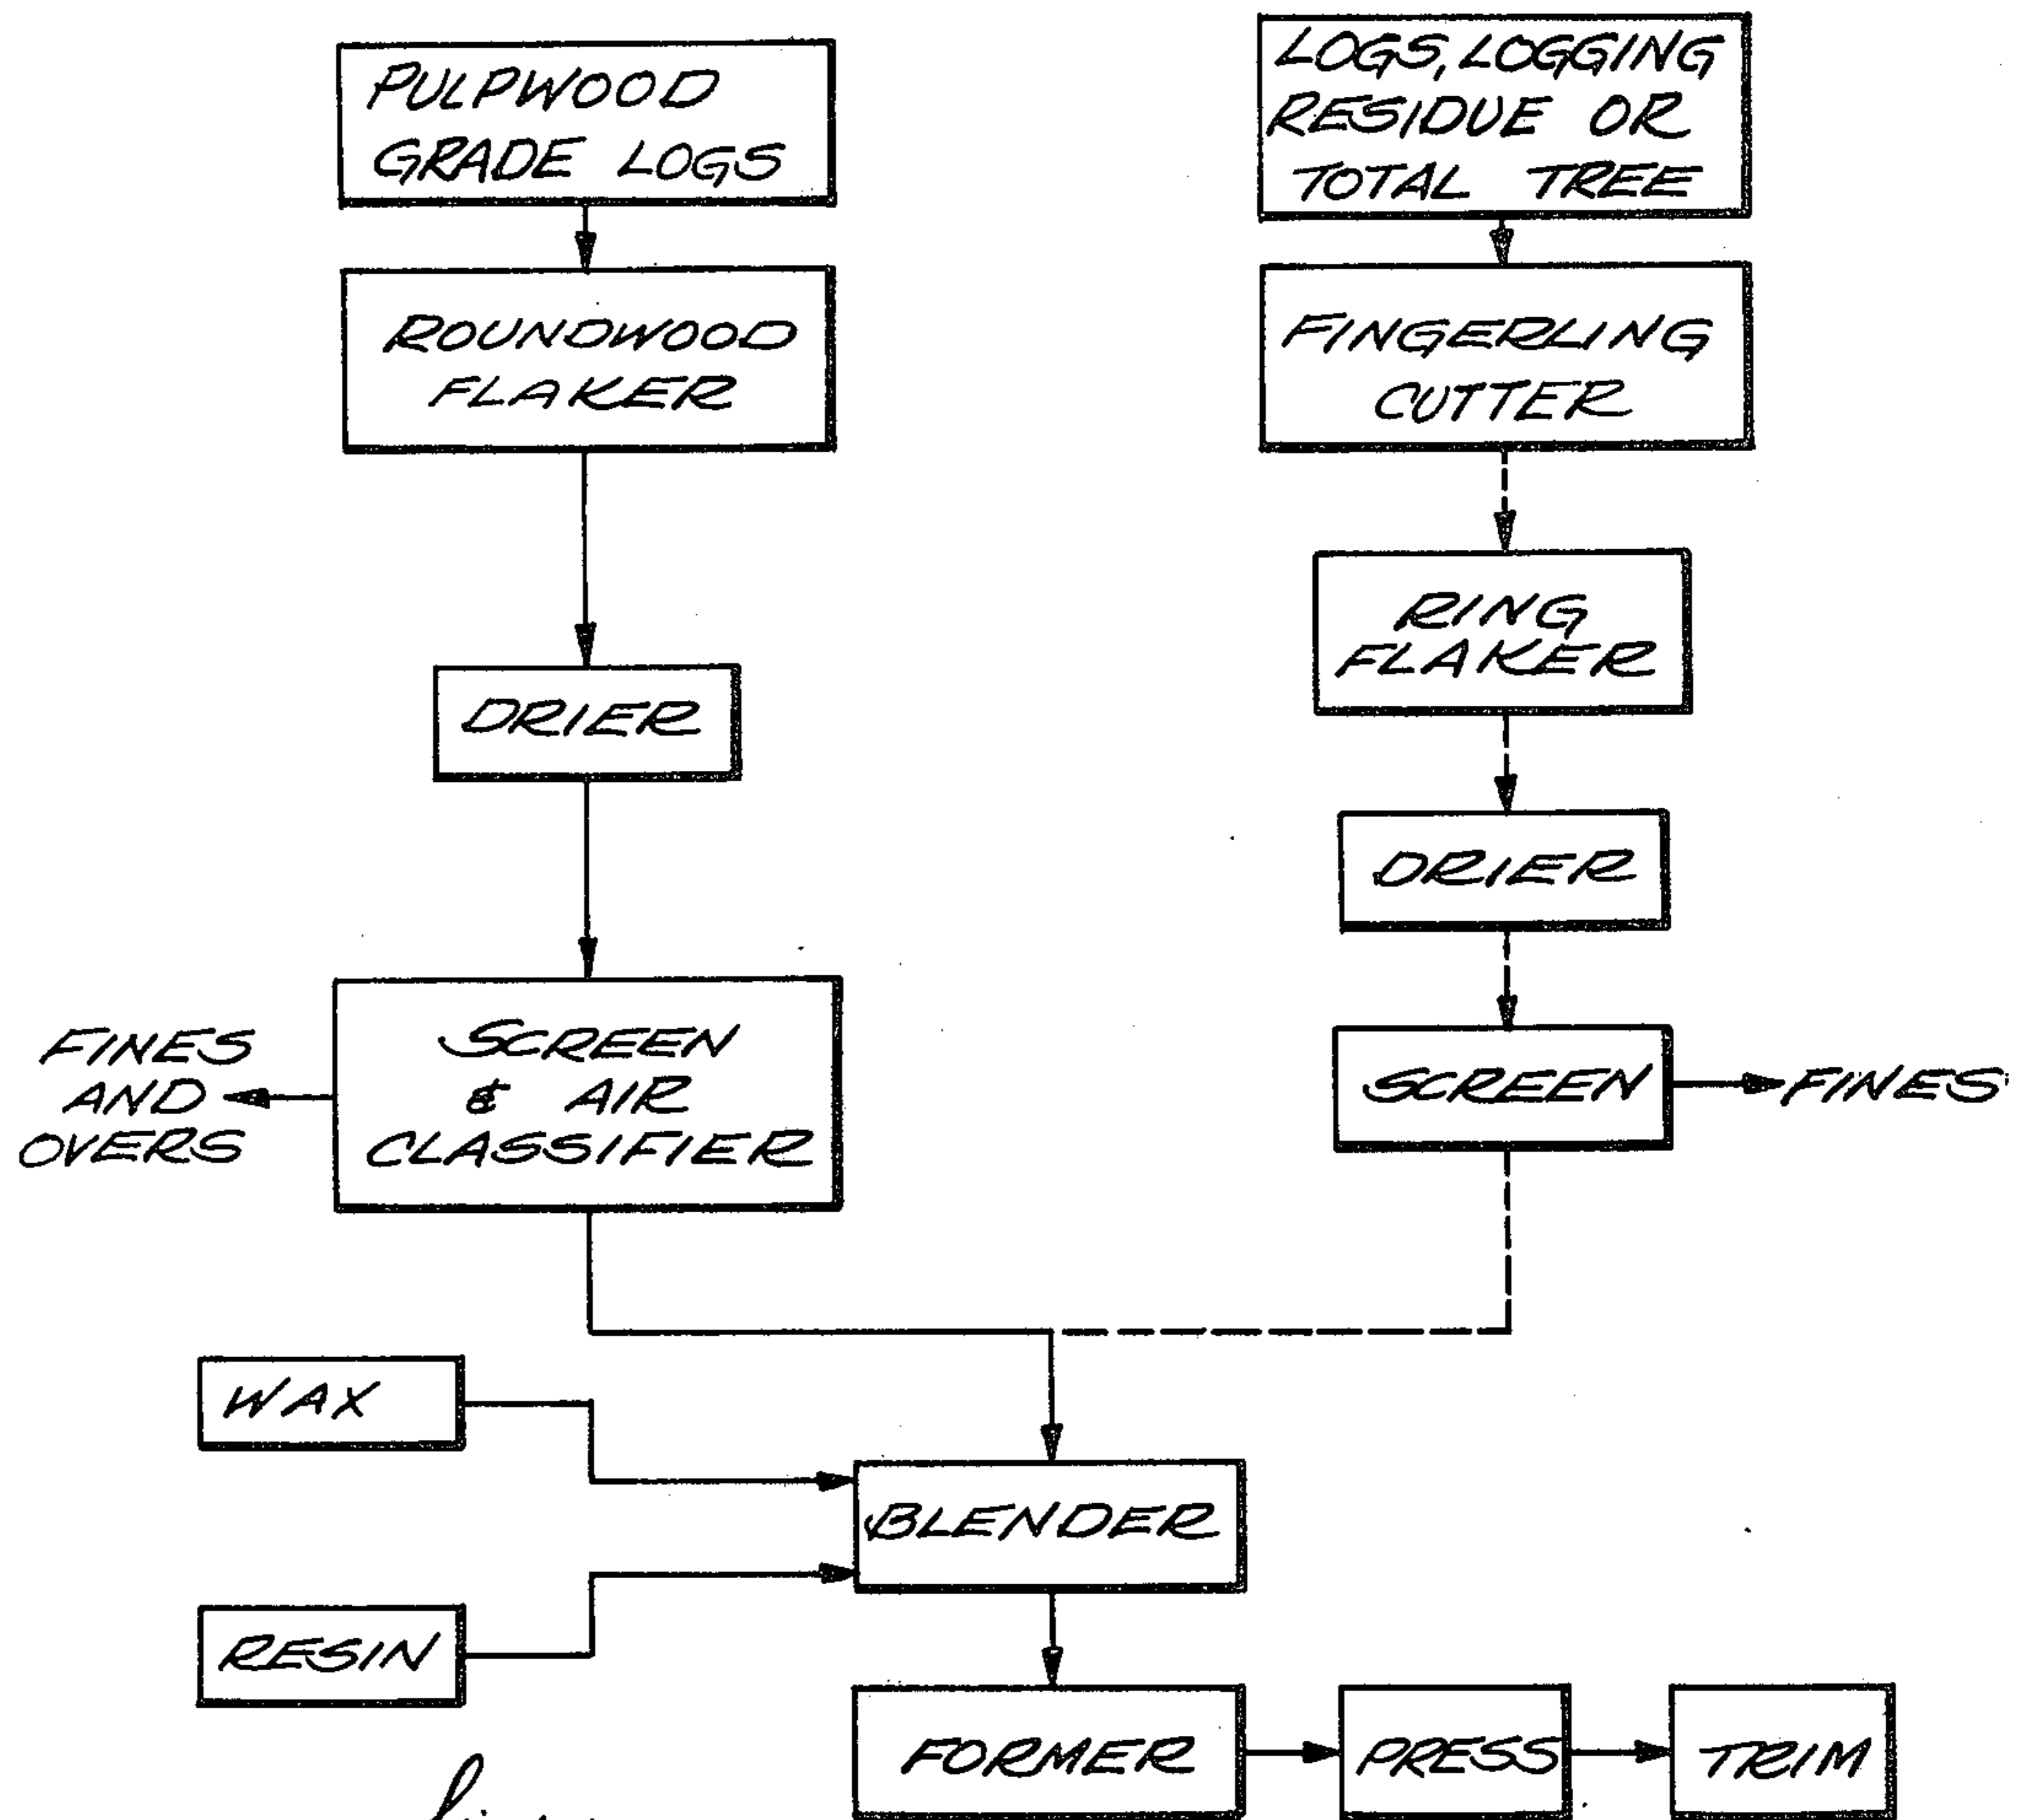 PULPWOOD
GRADE LOGS
LOGS, LOGGING
RESIDUE OR
TOTAL TREE
ROUNDWOOD
FLAKER
FINGERLING
CUTTER
RING
FLAKER
DRIER
DRIER
SCREEN
& AIR
CLASSIFIER
FINES
AND
OVERS
SCREEN
FINES
WAX
BLENDER
RESIN
FORMER
PRESS
TRIM